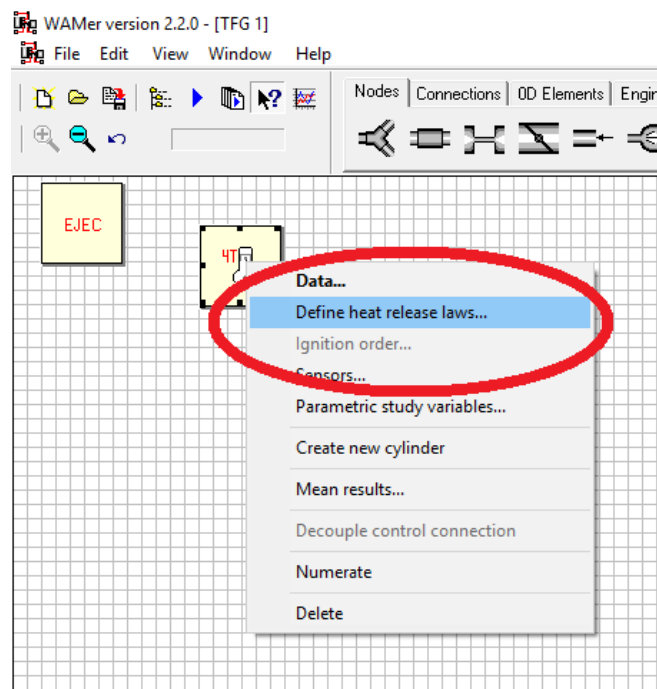 WAMer version 2.2.0 - [TFG 1]
File Edit View Window Help
Nodes Connections 0D Elements Engir
EJEC
4T
Data...
Define heat release laws...
Ignition order...
Sensors...
Parametric study variables...
Create new cylinder
Mean results...
Decouple control connection
Numerate
Delete